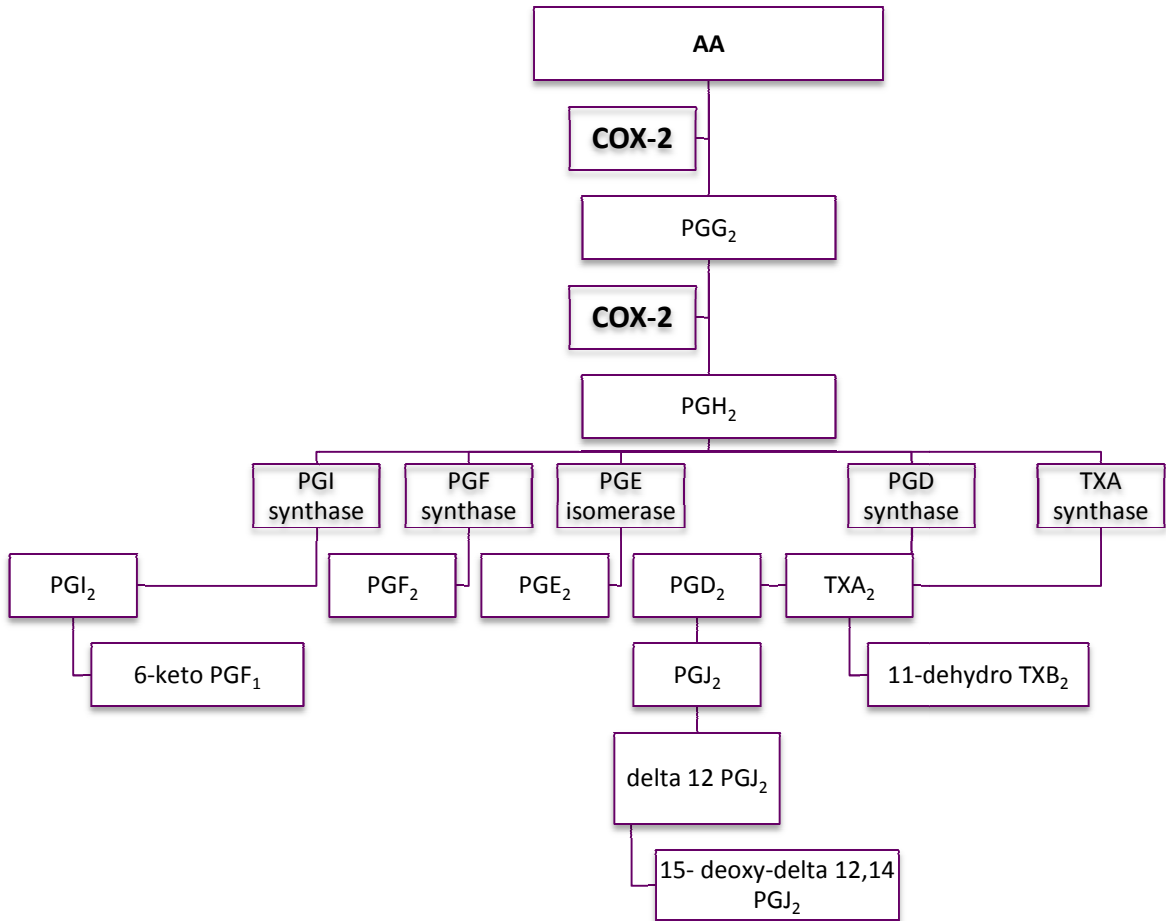 AA
COX-2
PGG₂
COX-2
PGH₂
PGI
synthase
PGF
synthase
PGE
isomerase
PGD
synthase
TXA
synthase
PGI₂
PGF₂
PGE₂
PGD₂
TXA₂
6-keto PGF₁
PGJ₂
11-dehydro TXB₂
delta 12 PGJ₂
15- deoxy-delta 12,14
PGJ₂